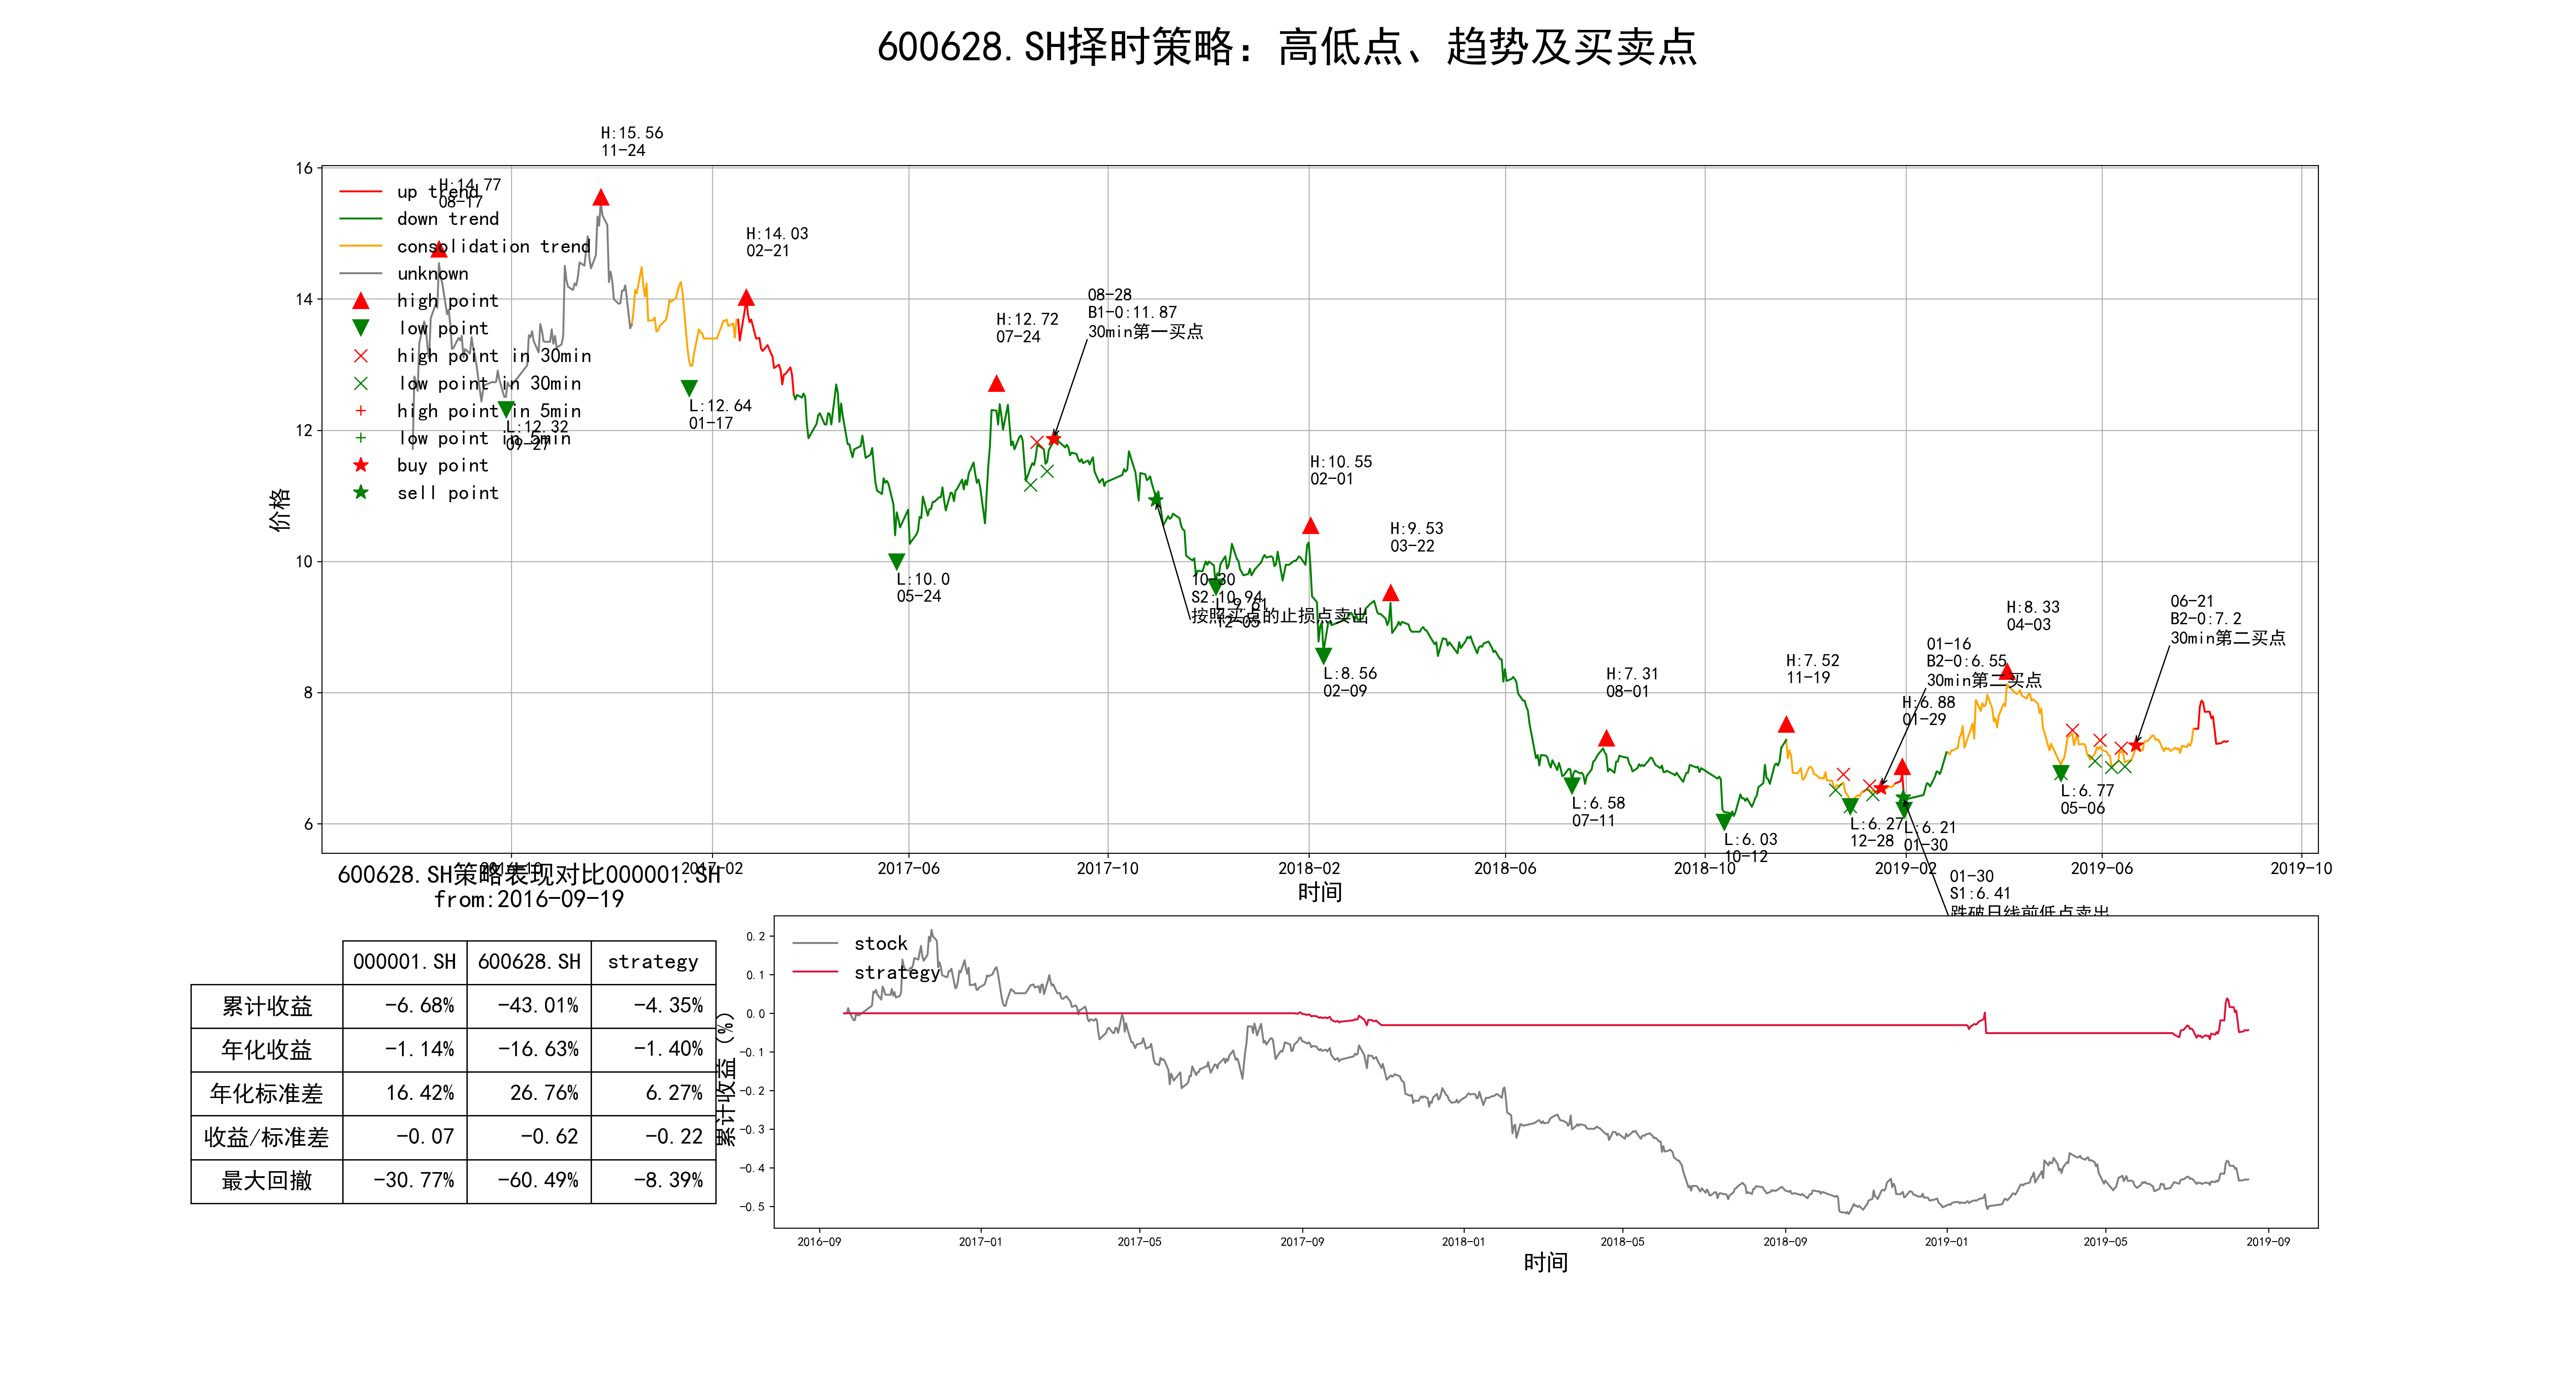 600628.SH择时策略：高低点、趋势及买卖点
H:15.56
11-24
H:14.77
08-17
H:14.03
02-21
H:12.72
07-24
08-28
B1-0:11.87
30min第一买点
H:10.55
02-01
H:9.53
03-22
H:7.31
08-01
H:7.52
11-19
01-16
B2-0:6.55
30min第二买点
H:6.88
01-29
H:8.33
04-03
06-21
B2-0:7.2
30min第二买点
up trend
down trend
consolidation trend
unknown
high point
low point
high point in 30min
low point in 30min
high point in 5min
low point in 5min
buy point
sell point
L:12.32
09-27
L:12.64
01-17
L:10.0
05-24
10-30
S2:10.94
按照买点的止损点卖出
L:9.61
12-05
L:8.56
02-09
L:6.58
07-11
L:6.03
10-12
L:6.27
12-28
L:6.21
01-30
L:6.77
05-06
01-30
S1:6.41
跌破日线前低点卖出
价格
16
14
12
10
8
6
2016-10
2017-02
2017-06
2017-10
2018-02
2018-06
2018-10
2019-02
2019-06
2019-10
时间
600628.SH策略表现对比000001.SH
from:2016-09-19
000001.SH 600628.SH strategy
累计收益 -6.68% -43.01% -4.35%
年化收益 -1.14% -16.63% -1.40%
年化标准差 16.42% 26.76% 6.27%
收益/标准差 -0.07 -0.62 -0.22
最大回撤 -30.77% -60.49% -8.39%
stock
strategy
累计收益（%）
0.2
0.1
0.0
-0.1
-0.2
-0.3
-0.4
-0.5
2016-09
2017-01
2017-05
2017-09
2018-01
2018-05
2018-09
2019-01
2019-05
2019-09
时间